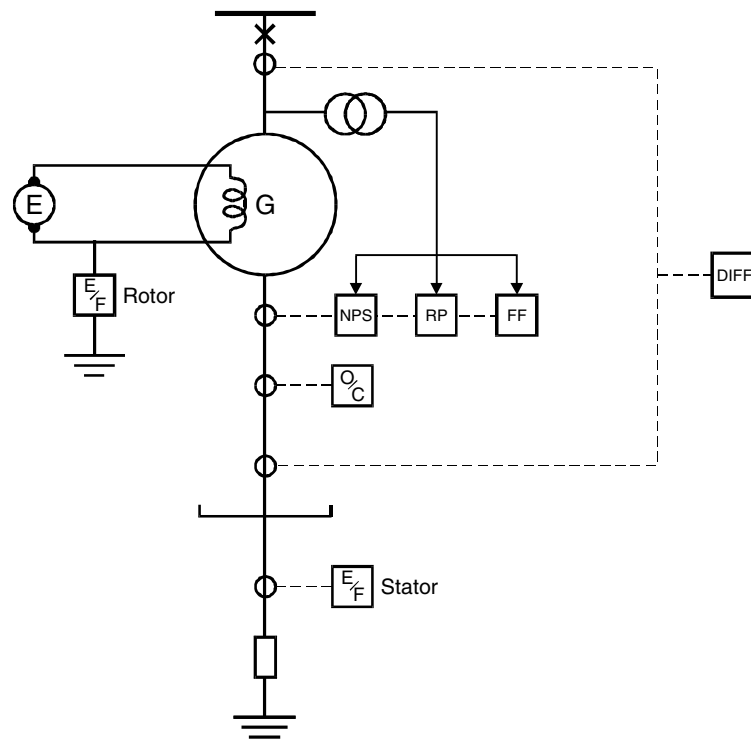 E
G
E/F
Rotor
NPS
RP
FF
DIFF
O/C
E/F
Stator